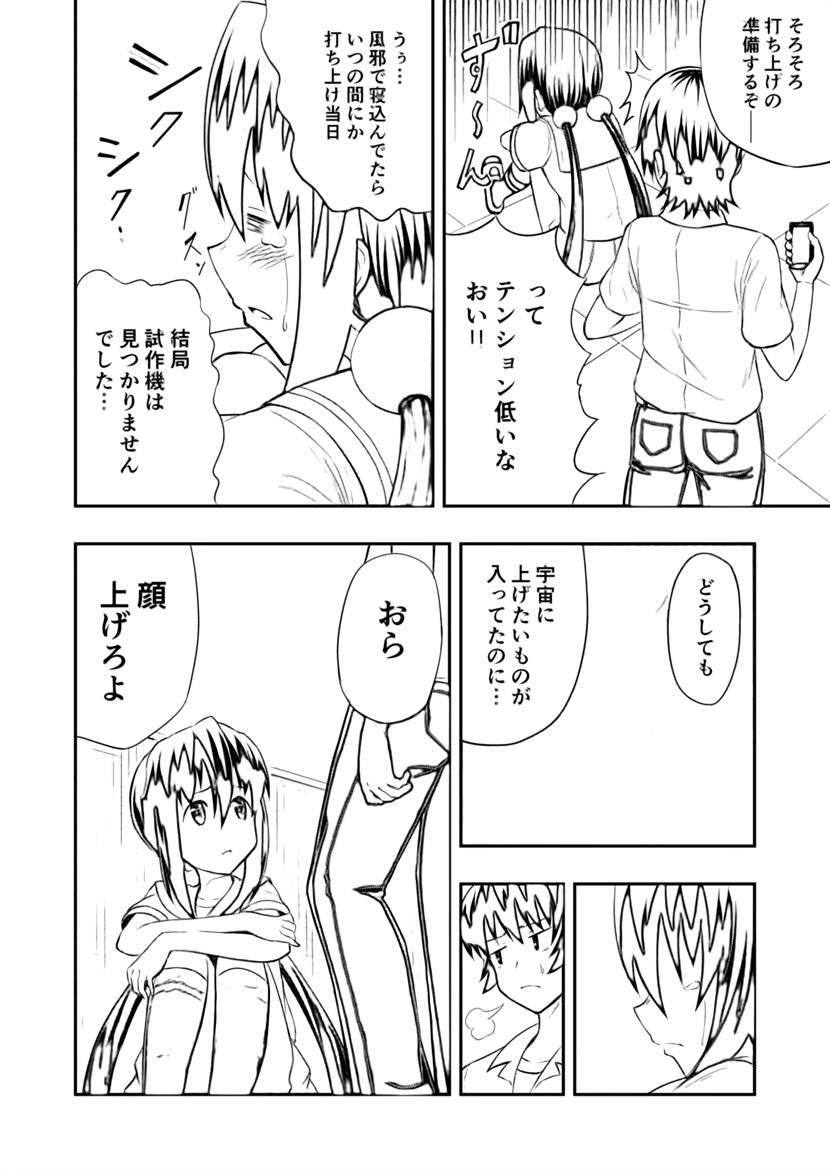 そろそろ
打ち上げの
準備するぞ――
ず～ん
って
テンション低いな
おい!!
うぅ…
風邪で寝込んでたら
いつの間にか
打ち上げ当日
シク、シク
グスン
結局
試作機は
見つかりません
でした…
どうしても
宇宙に
上げたいものが
入ってたのに…
おら
顔
上げろよ